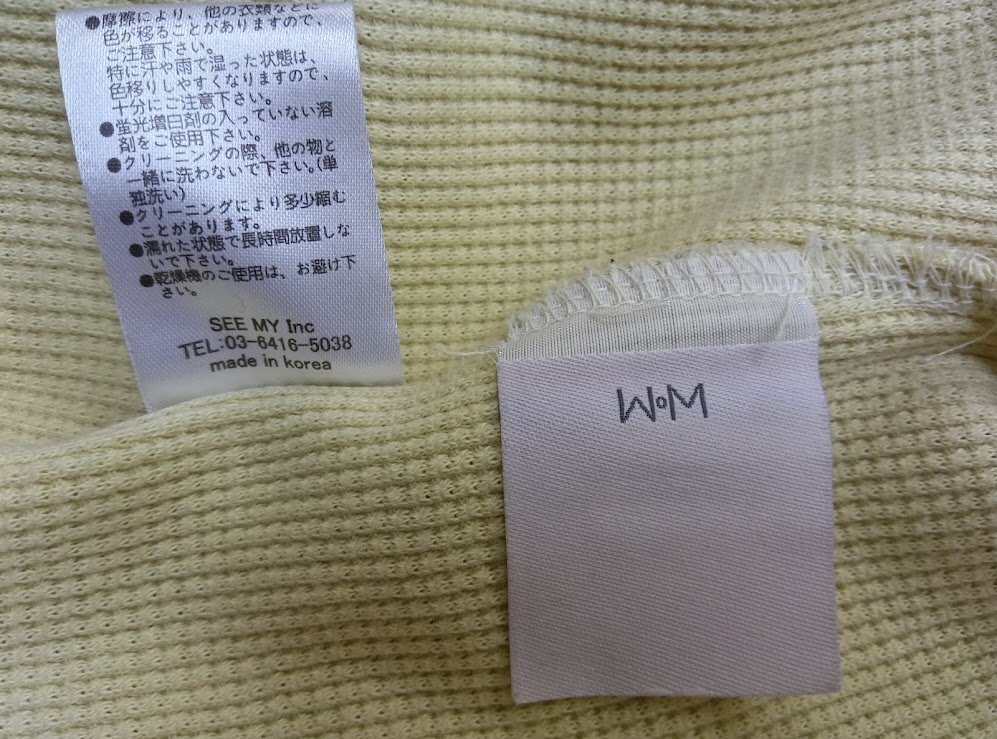 ●摩擦により、他の衣類などに
色が移ることがありますので、
ご注意下さい。
特に汗や雨で湿った状態は、
色移りしやすくなりますので、
十分にご注意下さい。
●蛍光増白剤の入っていない溶
剤をご使用下さい。
●クリーニングの際、他の物と
一緒に洗わないで下さい。(単
独洗い)
●クリーニングにより多少縮む
ことがあります。
●濡れた状態で長時間放置しな
いで下さい。
●乾燥機のご使用は、お避け下
さい。
SEE MY Inc
TEL:03-6416-5038
made in korea
WoM